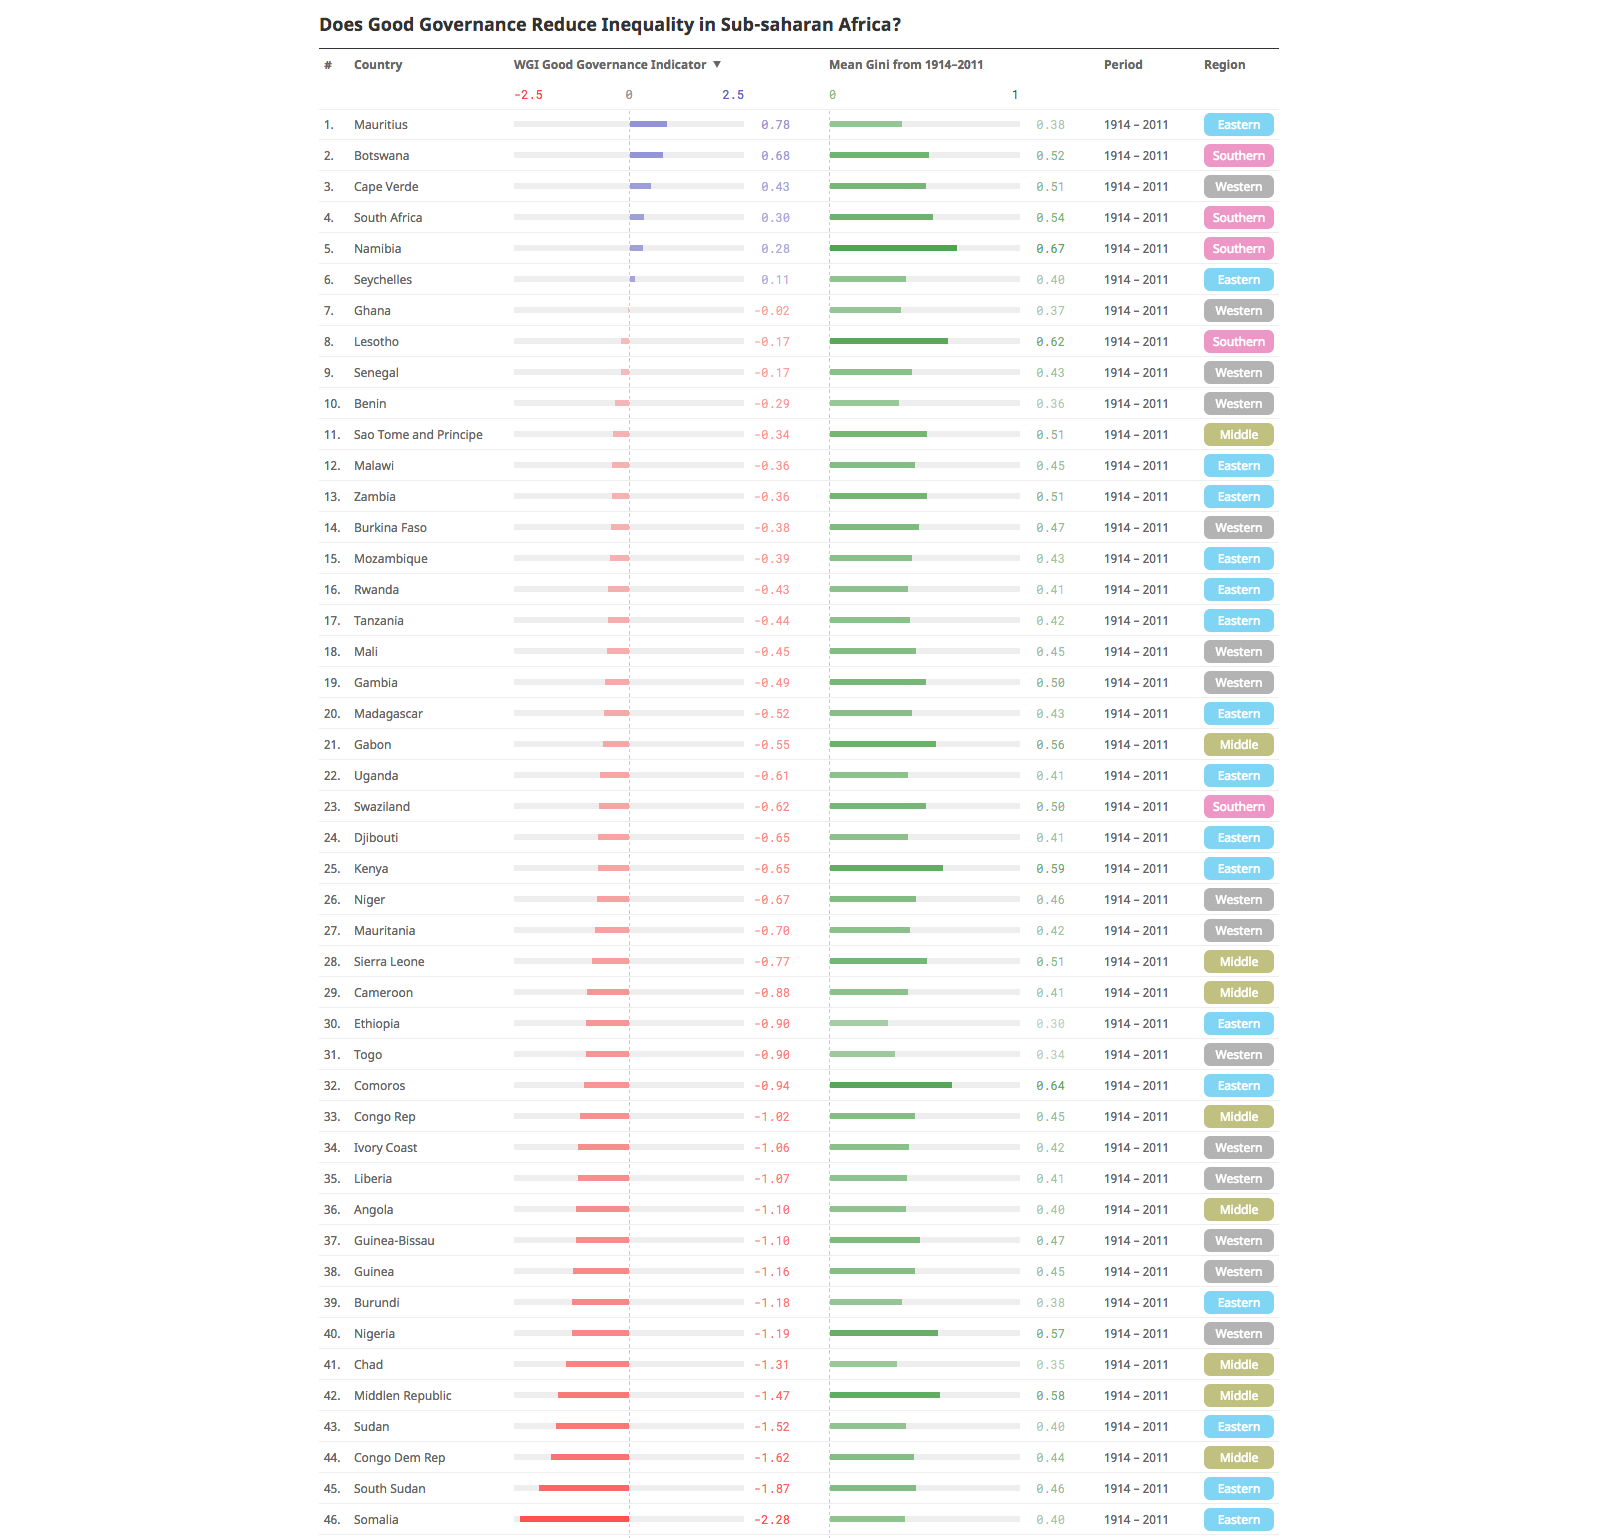 Does Good Governance Reduce Inequality in Sub-saharan Africa?
# Country WGI Good Governance Indicator ▼ Mean Gini from 1914–2011 Period Region
-2.5 0 2.5 0 1
1. Mauritius 0.78 0.38 1914 – 2011 Eastern
2. Botswana 0.68 0.52 1914 – 2011 Southern
3. Cape Verde 0.43 0.51 1914 – 2011 Western
4. South Africa 0.30 0.54 1914 – 2011 Southern
5. Namibia 0.28 0.67 1914 – 2011 Southern
6. Seychelles 0.11 0.40 1914 – 2011 Eastern
7. Ghana -0.02 0.37 1914 – 2011 Western
8. Lesotho -0.17 0.62 1914 – 2011 Southern
9. Senegal -0.17 0.43 1914 – 2011 Western
10. Benin -0.29 0.36 1914 – 2011 Western
11. Sao Tome and Principe -0.34 0.51 1914 – 2011 Middle
12. Malawi -0.36 0.45 1914 – 2011 Eastern
13. Zambia -0.36 0.51 1914 – 2011 Eastern
14. Burkina Faso -0.38 0.47 1914 – 2011 Western
15. Mozambique -0.39 0.43 1914 – 2011 Eastern
16. Rwanda -0.43 0.41 1914 – 2011 Eastern
17. Tanzania -0.44 0.42 1914 – 2011 Eastern
18. Mali -0.45 0.45 1914 – 2011 Western
19. Gambia -0.49 0.50 1914 – 2011 Western
20. Madagascar -0.52 0.43 1914 – 2011 Eastern
21. Gabon -0.55 0.56 1914 – 2011 Middle
22. Uganda -0.61 0.41 1914 – 2011 Eastern
23. Swaziland -0.62 0.50 1914 – 2011 Southern
24. Djibouti -0.65 0.41 1914 – 2011 Eastern
25. Kenya -0.65 0.59 1914 – 2011 Eastern
26. Niger -0.67 0.46 1914 – 2011 Western
27. Mauritania -0.70 0.42 1914 – 2011 Western
28. Sierra Leone -0.77 0.51 1914 – 2011 Middle
29. Cameroon -0.88 0.41 1914 – 2011 Middle
30. Ethiopia -0.90 0.30 1914 – 2011 Eastern
31. Togo -0.90 0.34 1914 – 2011 Western
32. Comoros -0.94 0.64 1914 – 2011 Eastern
33. Congo Rep -1.02 0.45 1914 – 2011 Middle
34. Ivory Coast -1.06 0.42 1914 – 2011 Western
35. Liberia -1.07 0.41 1914 – 2011 Western
36. Angola -1.10 0.40 1914 – 2011 Middle
37. Guinea-Bissau -1.10 0.47 1914 – 2011 Western
38. Guinea -1.16 0.45 1914 – 2011 Western
39. Burundi -1.18 0.38 1914 – 2011 Eastern
40. Nigeria -1.19 0.57 1914 – 2011 Western
41. Chad -1.31 0.35 1914 – 2011 Middle
42. Middlen Republic -1.47 0.58 1914 – 2011 Middle
43. Sudan -1.52 0.40 1914 – 2011 Eastern
44. Congo Dem Rep -1.62 0.44 1914 – 2011 Middle
45. South Sudan -1.87 0.46 1914 – 2011 Eastern
46. Somalia -2.28 0.40 1914 – 2011 Eastern